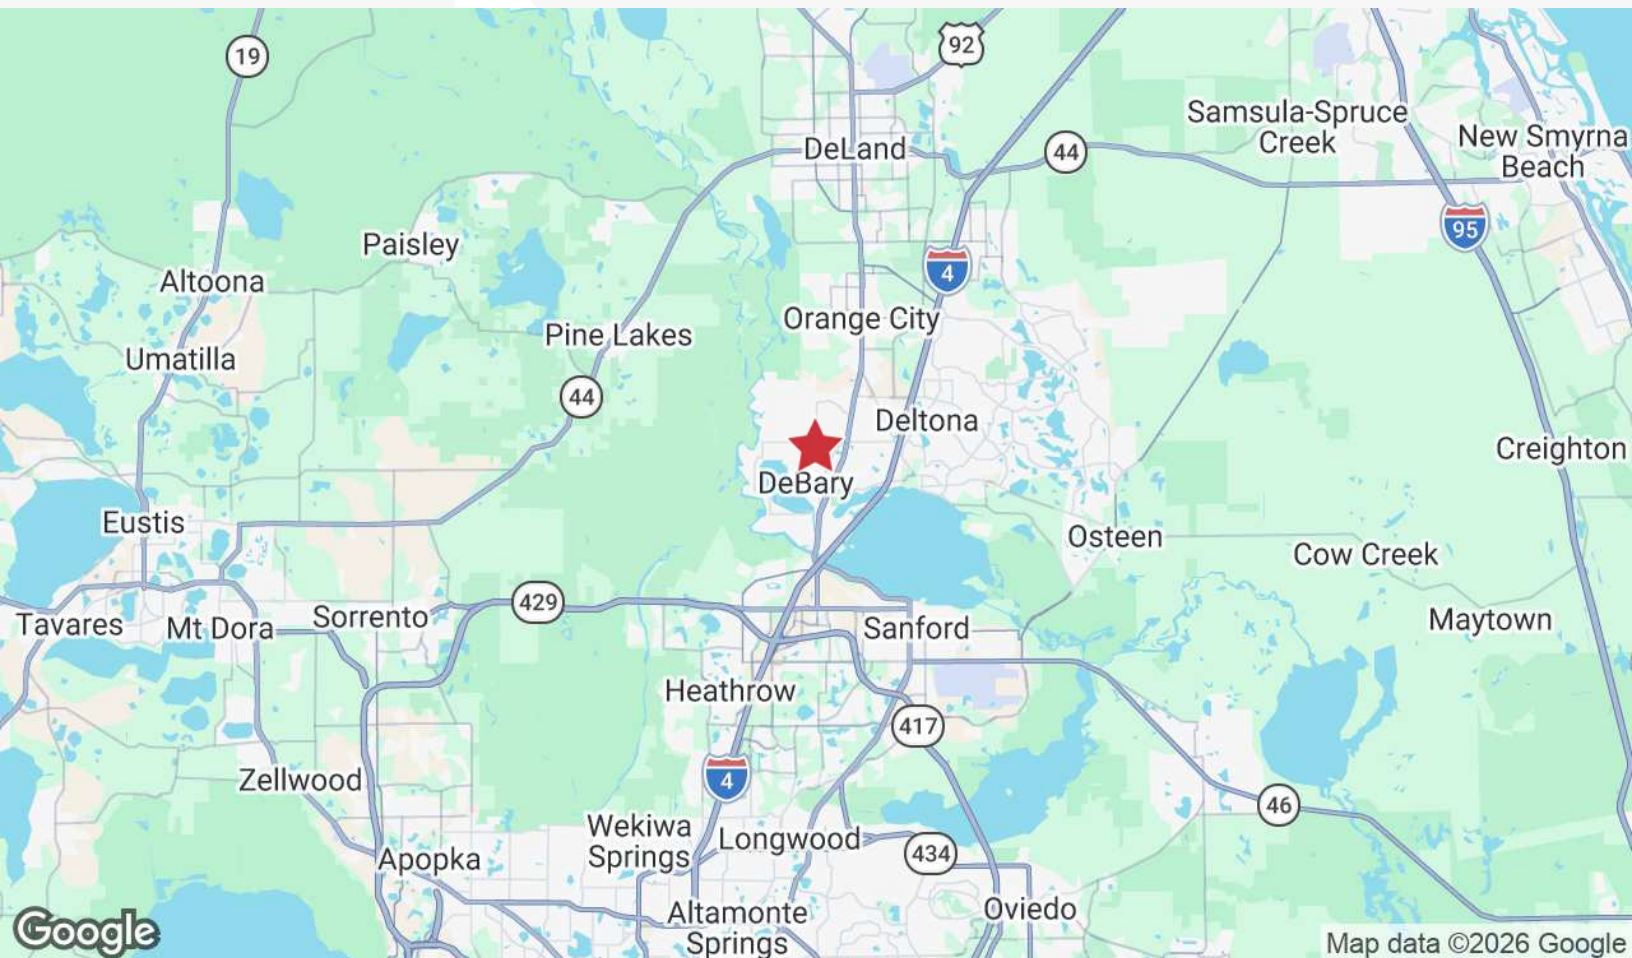 19
92
DeLand
44
Samsula-Spruce
Creek
New Smyrna
Beach
95
Paisley
Altoona
4
Orange City
Pine Lakes
Umatilla
44
Deltona
Creighton
DeBary
Eustis
Osteen
Cow Creek
429
Tavares
Mt Dora
Sorrento
Sanford
Maytown
Heathrow
417
4
Zellwood
46
Wekiwa
Springs
Longwood
434
Apopka
Altamonte
Springs
Oviedo
Google
Map data ©2026 Google